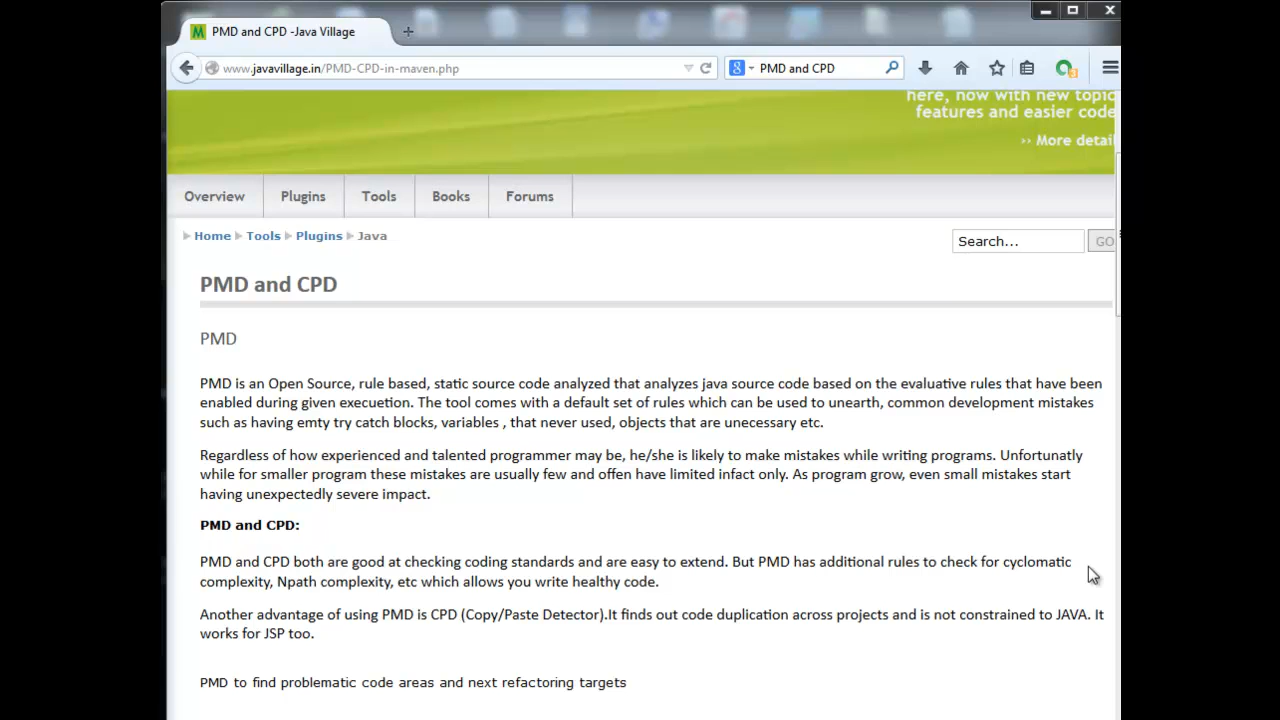 PMD and CPD -Java Village
www.javavillage.in/PMD-CPD-in-maven.php
PMD and CPD
here, now with new topic
features and easier code
>> More detai
Overview
Plugins
Tools
Books
Forums
Home
Tools
Plugins
Java
Search...
GO
PMD and CPD
PMD
PMD is an Open Source, rule based, static source code analyzed that analyzes java source code based on the evaluative rules that have been
enabled during given execuetion. The tool comes with a default set of rules which can be used to unearth, common development mistakes
such as having emty try catch blocks, variables , that never used, objects that are unecessary etc.
Regardless of how experienced and talented programmer may be, he/she is likely to make mistakes while writing programs. Unfortunatly
while for smaller program these mistakes are usually few and offen have limited infact only. As program grow, even small mistakes start
having unexpectedly severe impact.
PMD and CPD:
PMD and CPD both are good at checking coding standards and are easy to extend. But PMD has additional rules to check for cyclomatic
complexity, Npath complexity, etc which allows you write healthy code.
Another advantage of using PMD is CPD (Copy/Paste Detector).It finds out code duplication across projects and is not constrained to JAVA. It
works for JSP too.
PMD to find problematic code areas and next refactoring targets